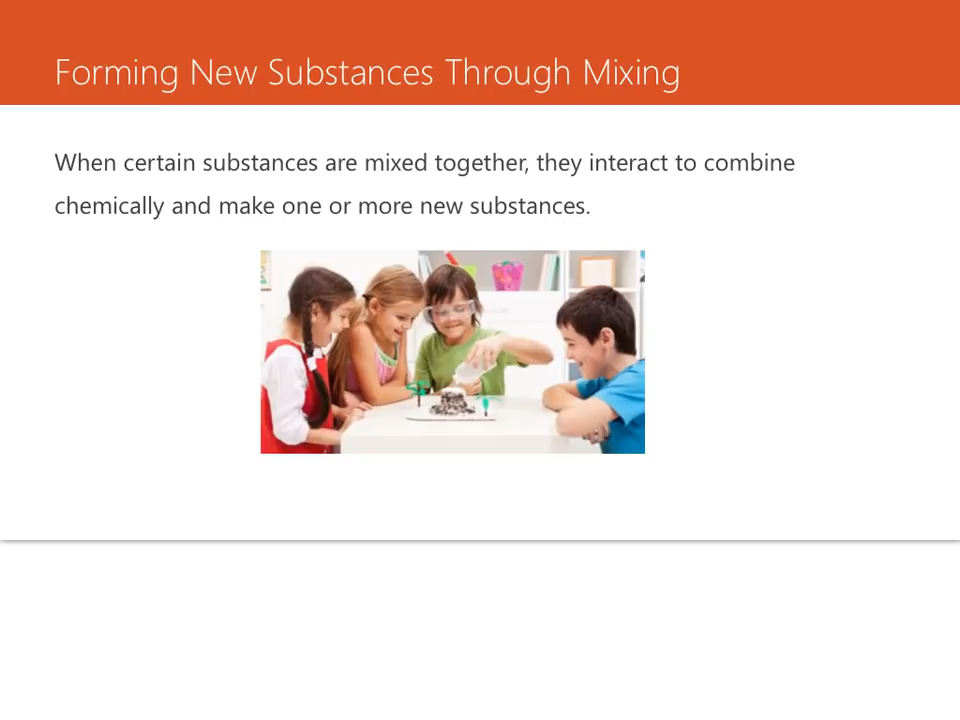 Forming New Substances Through Mixing
When certain substances are mixed together, they interact to combine
chemically and make one or more new substances.